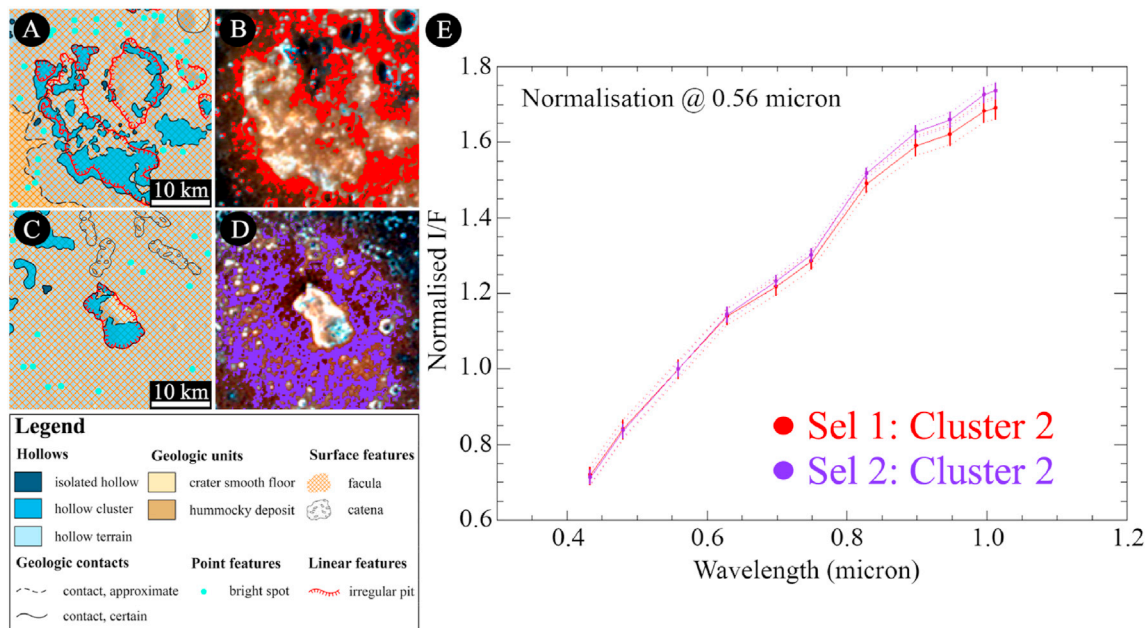 A
10 km
B
C
10 km
D
Legend
Hollows
isolated hollow
hollow cluster
hollow terrain
Geologic units
crater smooth floor
hummocky deposit
Surface features
facula
catena
Geologic contacts
contact, approximate
contact, certain
Point features
bright spot
Linear features
irregular pit
E
Normalisation @ 0.56 micron
Normalised I/F
1.8
1.6
1.4
1.2
1.0
0.8
0.6
Sel 1: Cluster 2
Sel 2: Cluster 2
0.4 0.6 0.8 1.0 1.2
Wavelength (micron)